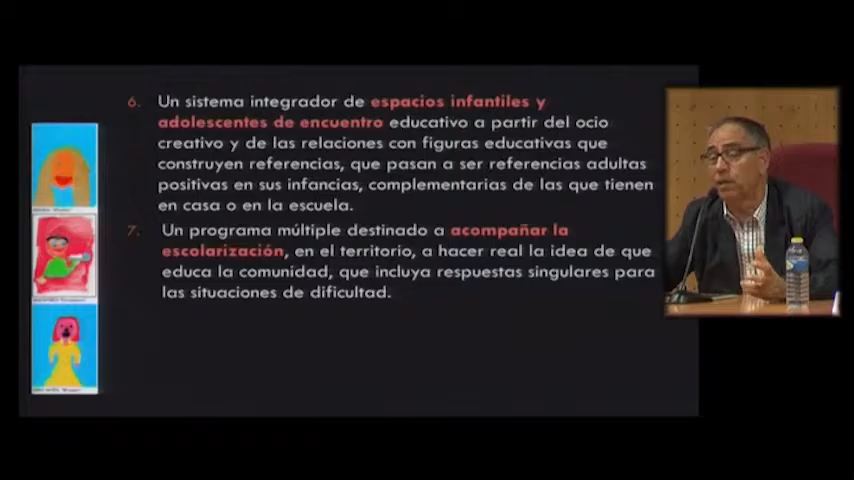 6. Un sistema integrador de espacios infantiles y
adolescentes de encuentro educativo a partir del ocio
creativo y de las relaciones con figuras educativas que
construyen referencias, que pasan a ser referencias adultas
positivas en sus infancias, complementarias de las que tienen
en casa o en la escuela.
7. Un programa múltiple destinado a acompañar la
escolarización, en el territorio, a hacer real la idea de que
educa la comunidad, que incluya respuestas singulares para
las situaciones de dificultad.